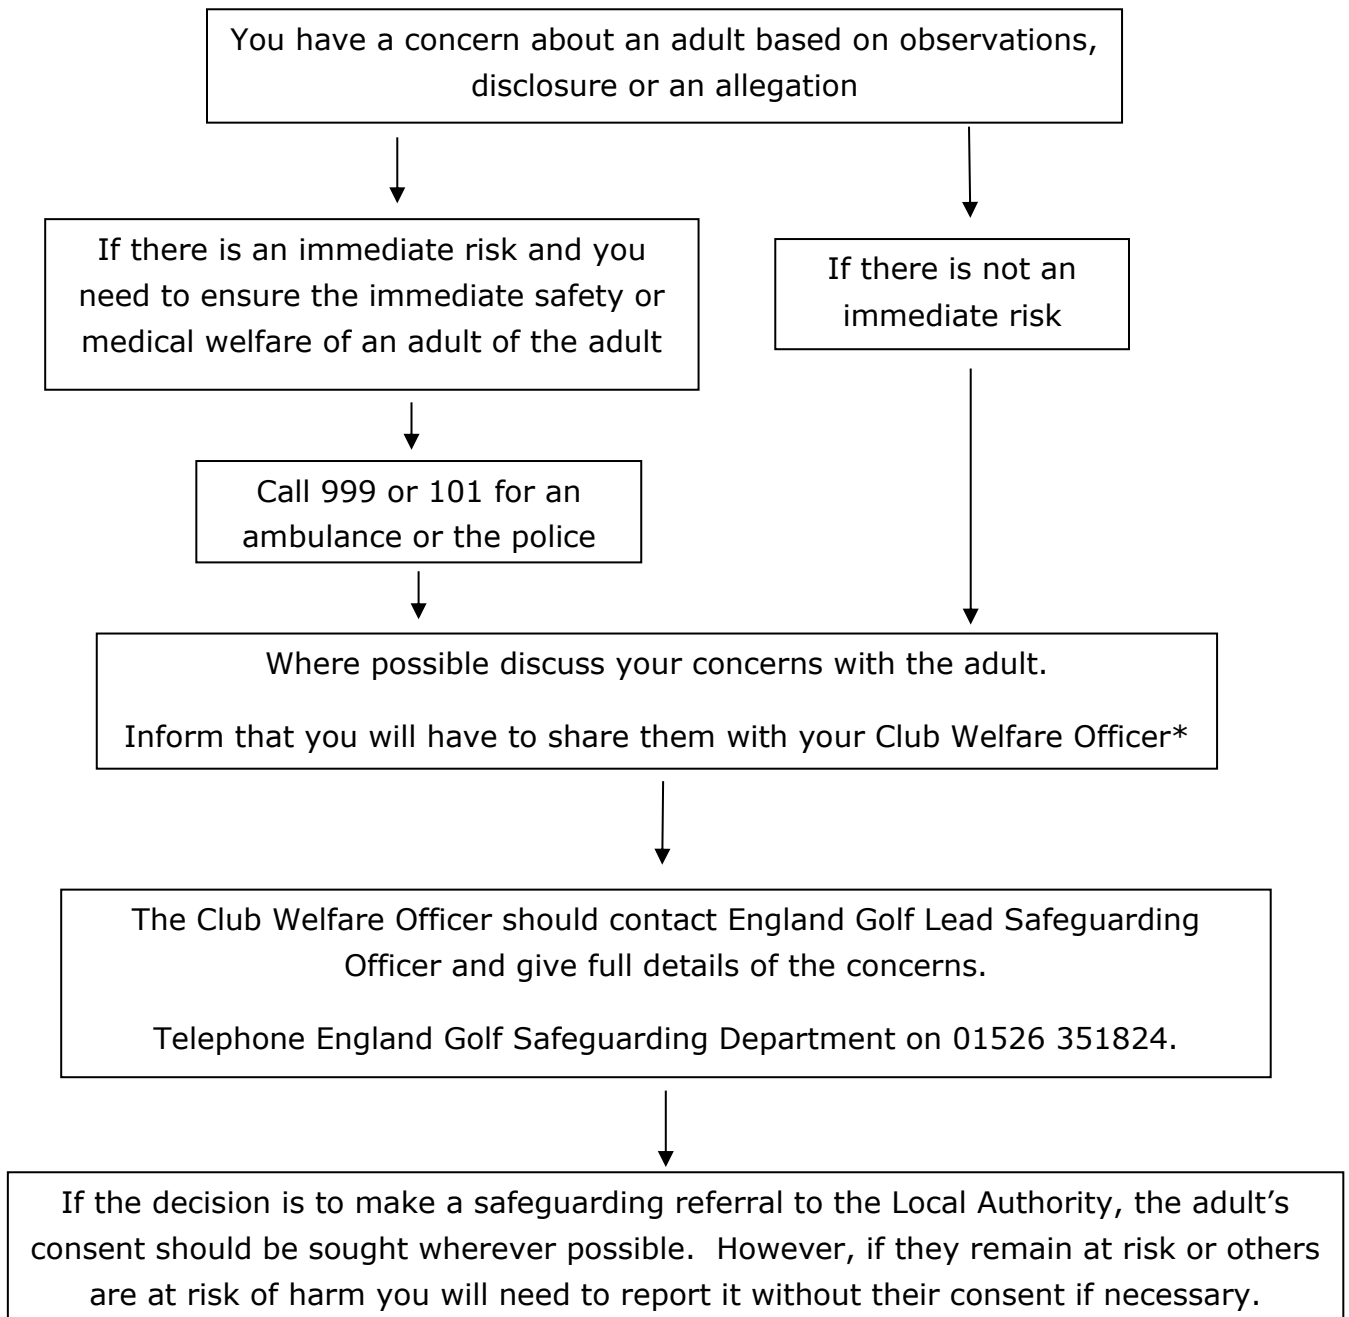 You have a concern about an adult based on observations,
disclosure or an allegation
If there is an immediate risk and you
need to ensure the immediate safety or
medical welfare of an adult of the adult
If there is not an
immediate risk
Call 999 or 101 for an
ambulance or the police
Where possible discuss your concerns with the adult.
Inform that you will have to share them with your Club Welfare Officer*
The Club Welfare Officer should contact England Golf Lead Safeguarding
Officer and give full details of the concerns.
Telephone England Golf Safeguarding Department on 01526 351824.
If the decision is to make a safeguarding referral to the Local Authority, the adult’s
consent should be sought wherever possible.  However, if they remain at risk or others
are at risk of harm you will need to report it without their consent if necessary.